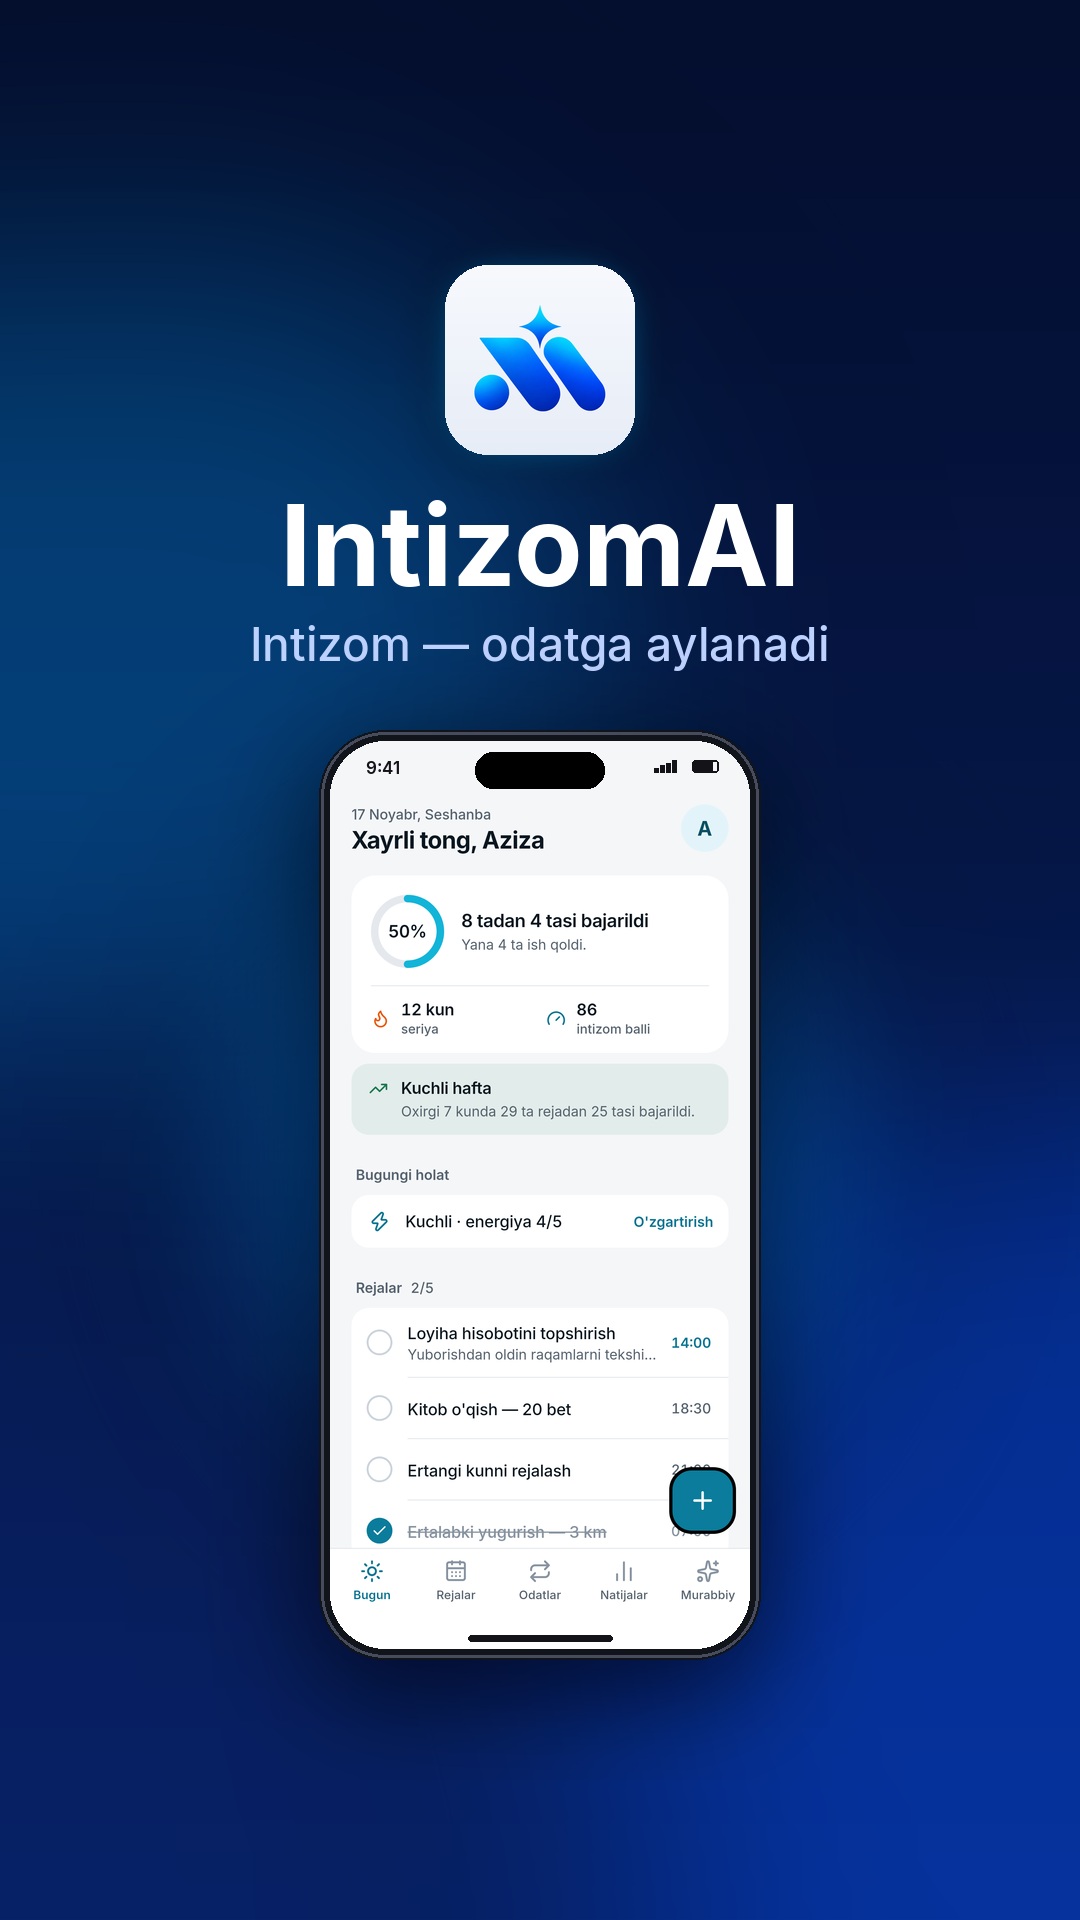 IntizomAI
Intizom — odatga aylanadi
9:41
17 Noyabr, Seshanba
Xayrli tong, Aziza
A
50%
8 tadan 4 tasi bajarildi
Yana 4 ta ish qoldi.
12 kun
seriya
86
intizom balli
Kuchli hafta
Oxirgi 7 kunda 29 ta rejadan 25 tasi bajarildi.
Bugungi holat
Kuchli · energiya 4/5
O'zgartirish
Rejalar 2/5
Loyiha hisobotini topshirish
Yuborishdan oldin raqamlarni tekshi...
14:00
Kitob o'qish — 20 bet
18:30
Ertangi kunni rejalash
Ertalabki yugurish — 3 km
Bugun
Rejalar
Odatlar
Natijalar
Murabbiy